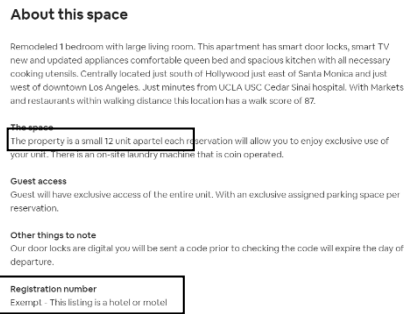 About this space
Remodeled 1 bedroom with large living room. This apartment has smart door locks, smart TV
new and updated appliances comfortable queen bed and spacious kitchen with all necessary
cooking utensils. Centrally located just south of Hollywood just east of Santa Monica and just
west of downtown Los Angeles. Just minutes from UCLA USC Cedar Sinai hospital. With Markets
and restaurants within walking distance this location has a walk score of 87.
The space
The property is a small 12 unit apartel each reservation will allow you to enjoy exclusive use of
your unit. There is an on-site laundry machine that is coin operated.
Guest access
Guest will have exclusive access of the entire unit. With an exclusive assigned parking space per
reservation.
Other things to note
Our door locks are digital you will be sent a code prior to checking the code will expire the day of
departure.
Registration number
Exempt - This listing is a hotel or motel